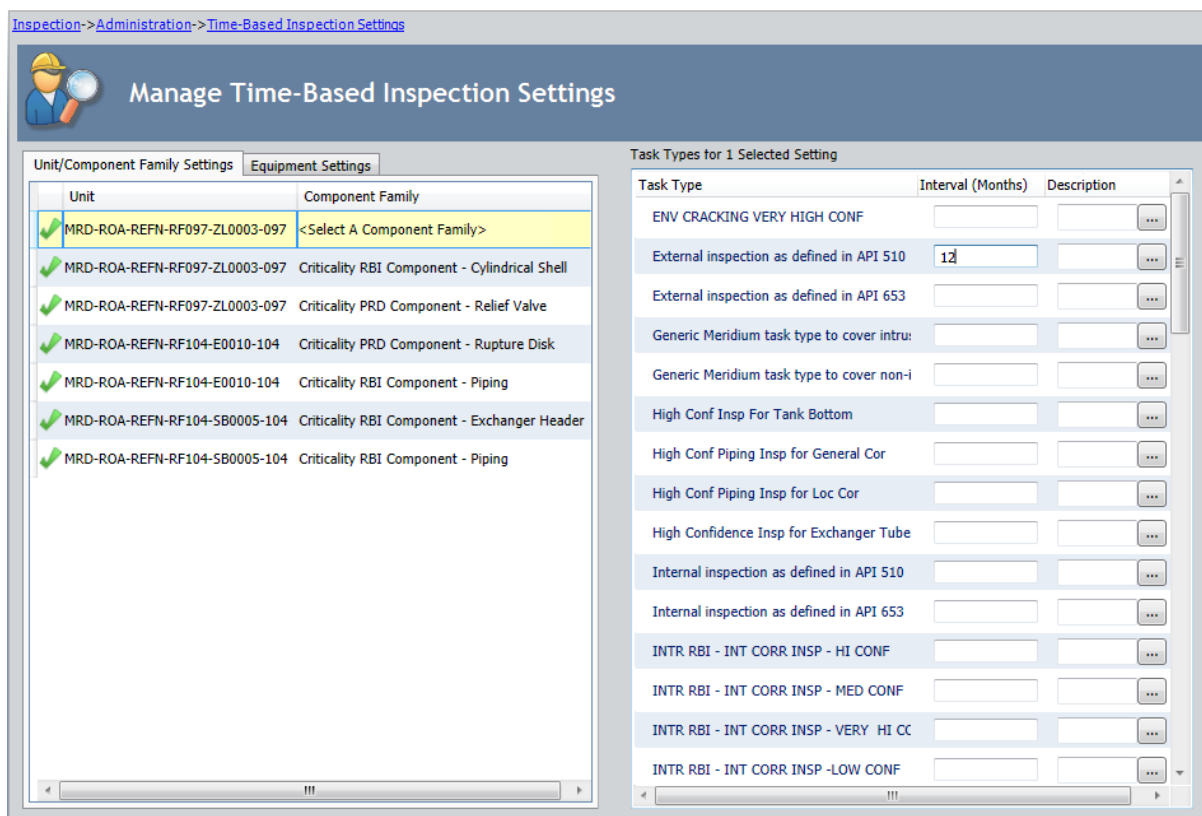 Inspection->Administration->Time-Based Inspection Settings
Manage Time-Based Inspection Settings
Unit/Component Family Settings Equipment Settings
Unit Component Family
MRD-ROA-REFN-RF097-ZL0003-097 <Select A Component Family>
MRD-ROA-REFN-RF097-ZL0003-097 Criticality RBI Component - Cylindrical Shell
MRD-ROA-REFN-RF097-ZL0003-097 Criticality PRD Component - Relief Valve
MRD-ROA-REFN-RF104-E0010-104 Criticality PRD Component - Rupture Disk
MRD-ROA-REFN-RF104-E0010-104 Criticality RBI Component - Piping
MRD-ROA-REFN-RF104-SB0005-104 Criticality RBI Component - Exchanger Header
MRD-ROA-REFN-RF104-SB0005-104 Criticality RBI Component - Piping
Task Types for 1 Selected Setting
Task Type Interval (Months) Description
ENV CRACKING VERY HIGH CONF ...
External inspection as defined in API 510 12 ...
External inspection as defined in API 653 ...
Generic Meridium task type to cover intru: ...
Generic Meridium task type to cover non-i ...
High Conf Insp For Tank Bottom ...
High Conf Piping Insp for General Cor ...
High Conf Piping Insp for Loc Cor ...
High Confidence Insp for Exchanger Tube ...
Internal inspection as defined in API 510 ...
Internal inspection as defined in API 653 ...
INTR RBI - INT CORR INSP - HI CONF ...
INTR RBI - INT CORR INSP - MED CONF ...
INTR RBI - INT CORR INSP - VERY  HI CC ...
INTR RBI - INT CORR INSP -LOW CONF ...